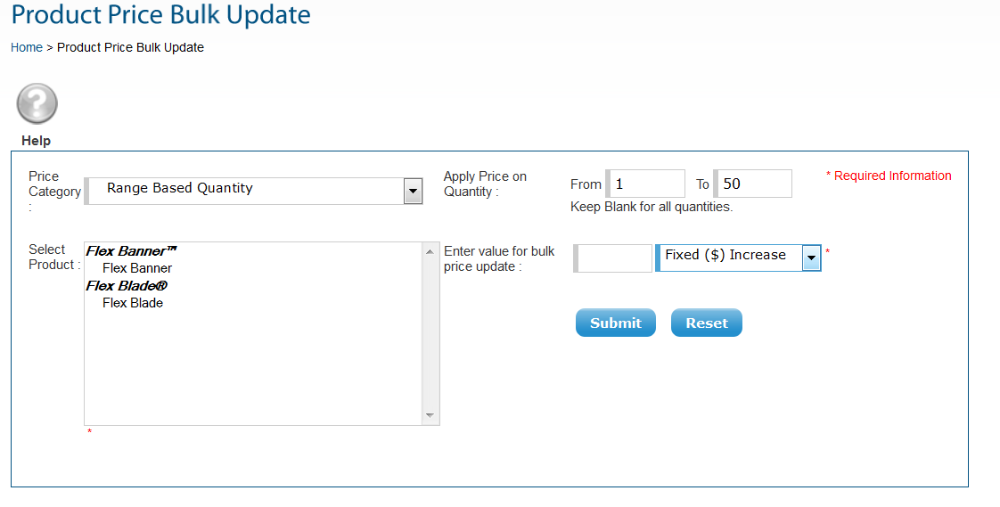 Product Price Bulk Update
Home > Product Price Bulk Update
?
Help
Price
Category
:
Range Based Quantity
Apply Price on
Quantity :
From 1 To 50
* Required Information
Keep Blank for all quantities.
Select
Product :
Flex Banner™
Flex Banner
Flex Blade®
Flex Blade
*
Enter value for bulk
price update :
Fixed ($) Increase
*
Submit Reset